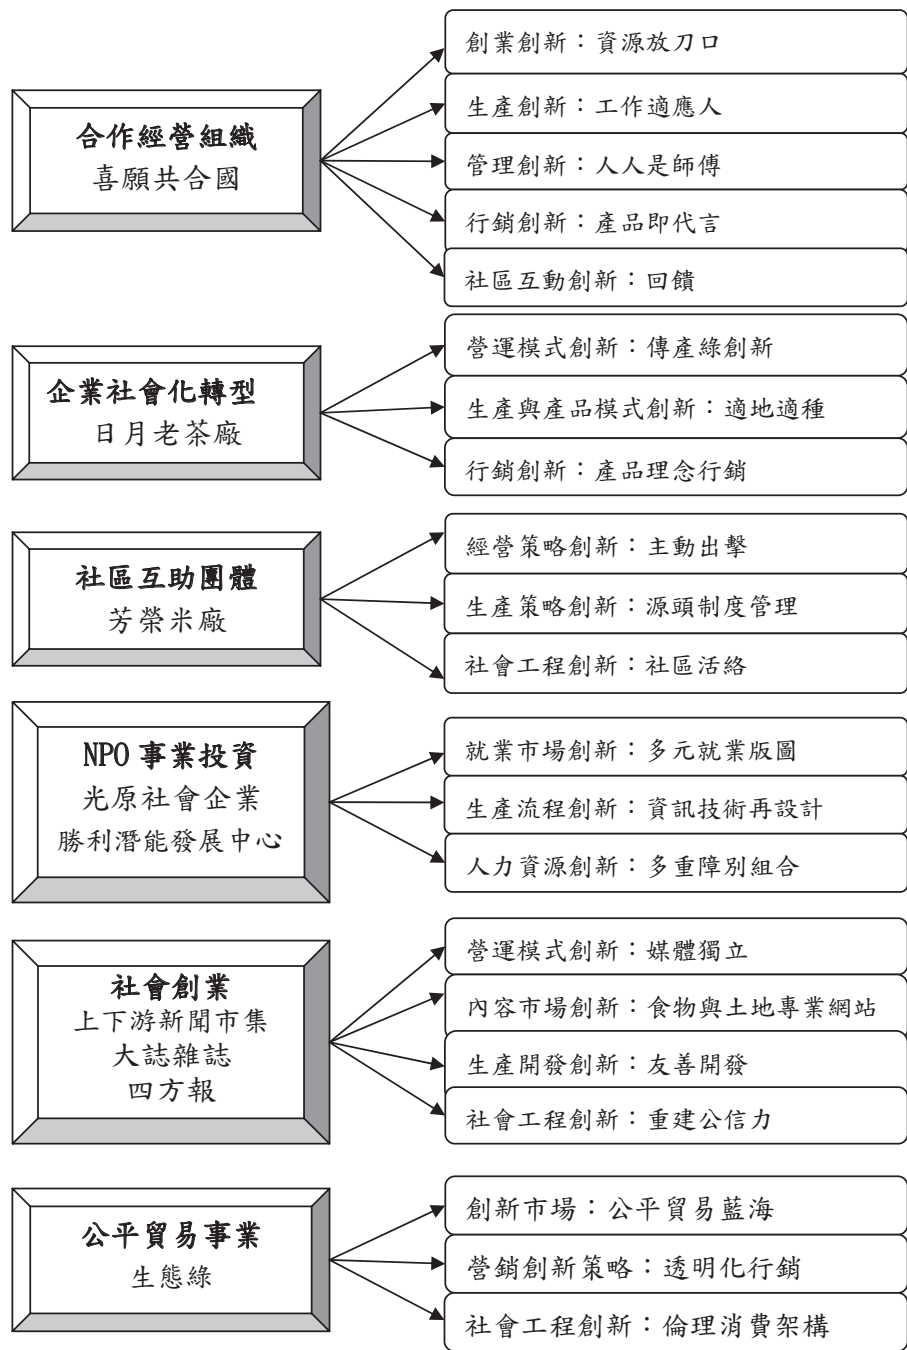 合作經營組織
喜願共合國
創業創新：資源放刀口
生產創新：工作適應人
管理創新：人人是師傅
行銷創新：產品即代言
社區互動創新：回饋
企業社會化轉型
日月老茶廠
營運模式創新：傳產綠創新
生產與產品模式創新：適地適種
行銷創新：產品理念行銷
社區互助團體
芳榮米廠
經營策略創新：主動出擊
生產策略創新：源頭制度管理
社會工程創新：社區活絡
NPO 事業投資
光原社會企業
勝利潛能發展中心
就業市場創新：多元就業版圖
生產流程創新：資訊技術再設計
人力資源創新：多重障別組合
社會創業
上下游新聞市集
大誌雜誌
四方報
營運模式創新：媒體獨立
內容市場創新：食物與土地專業網站
生產開發創新：友善開發
社會工程創新：重建公信力
公平貿易事業
生態綠
創新市場：公平貿易藍海
營銷創新策略：透明化行銷
社會工程創新：倫理消費架構